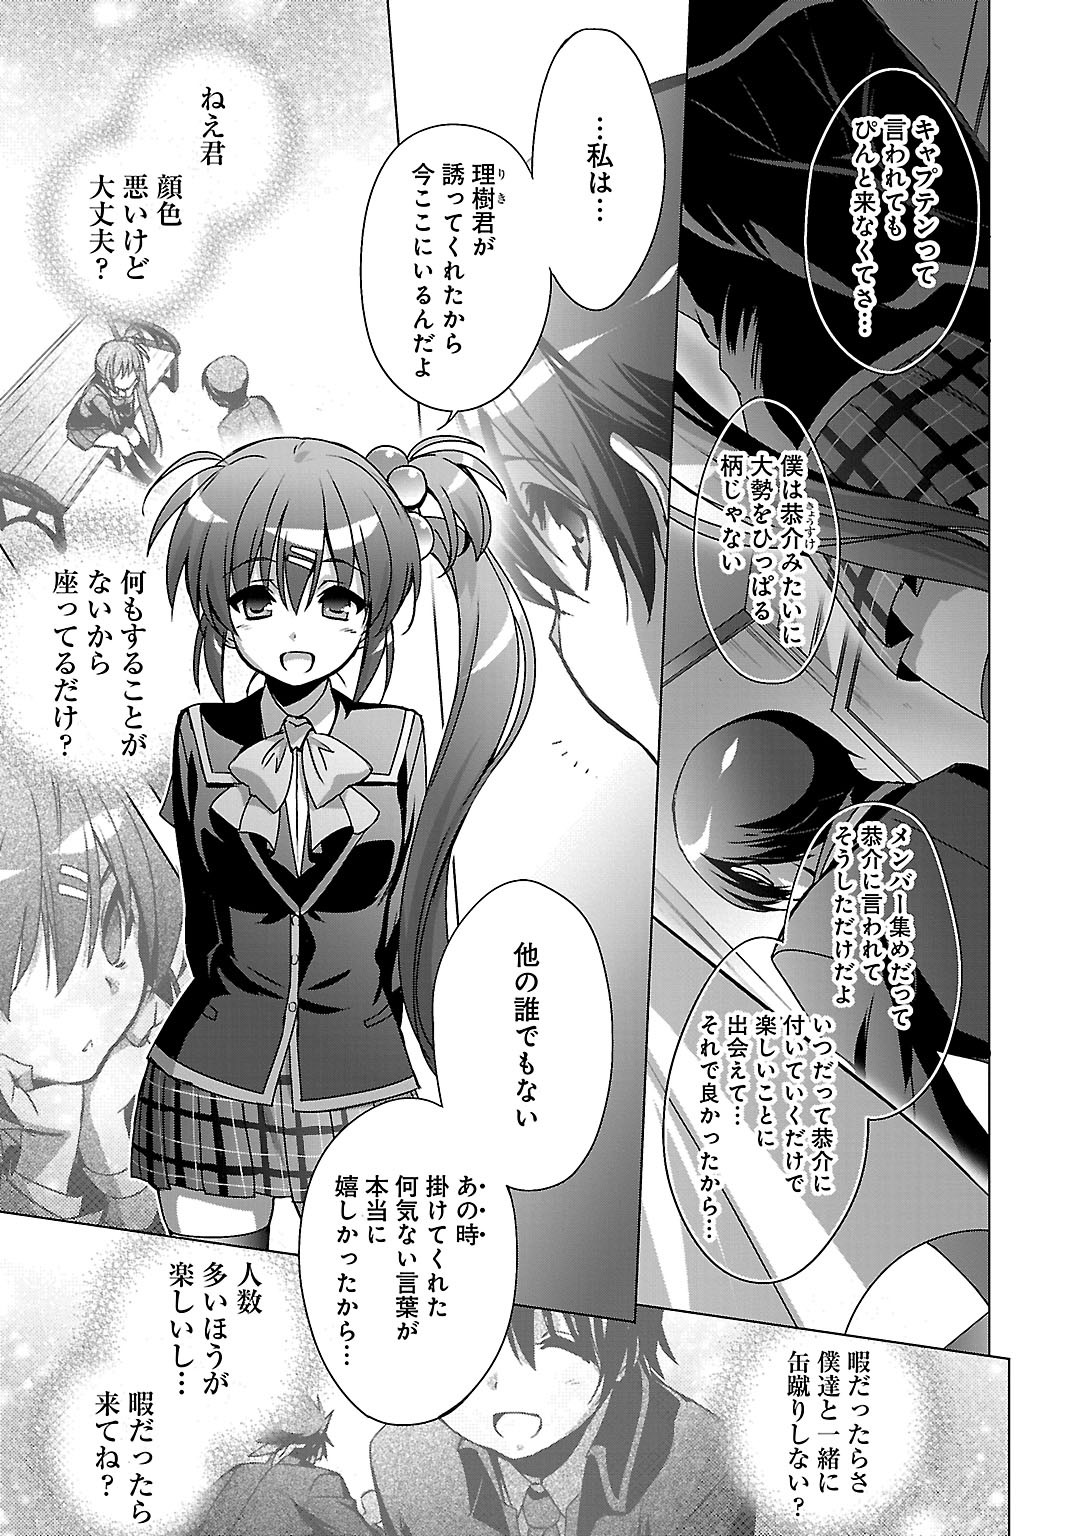 キャプテンって
言われても
ぴんと来なくてさ…
僕は恭介みたいに
きょうすけ
大勢をひっぱる
柄じゃない
メンバー集めだって
恭介に言われて
そうしただけだよ
いつだって恭介に
付いていくだけで
楽しいことに
出会えて…
それで良かったから…
…私は…
理樹君が
りき
誘ってくれたから
今ここにいるんだよ
ねえ君
顔色
悪いけど
大丈夫?
何もすることが
ないから
座ってるだけ?
他の誰でもない
あの時
掛けてくれた
何気ない言葉が
本当に
嬉しかったから…
暇だったらさ
僕達と一緒に
缶蹴りしない?
人数
多いほうが
楽しいし…
暇だったら
来てね?